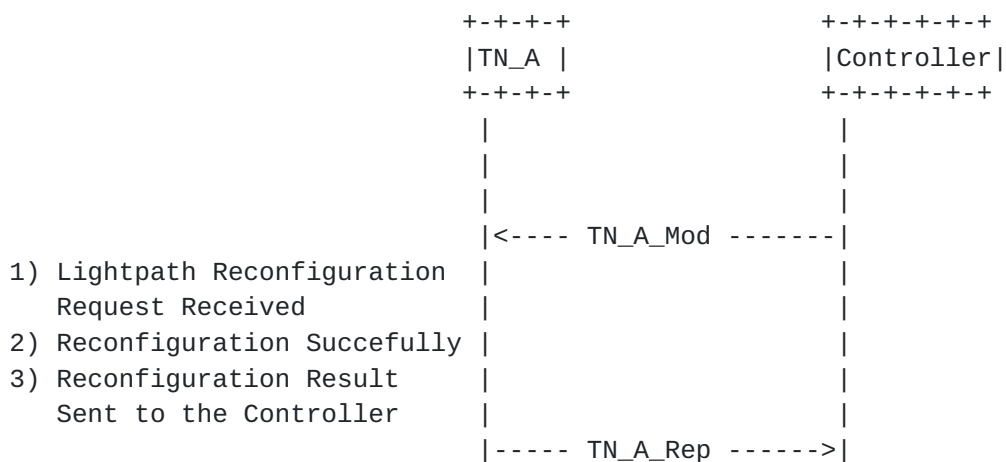 +-+-+-+                +-+-+-+-+-+
|TN_A |                |Controller|
+-+-+-+                +-+-+-+-+-+
|                      |
|                      |
|                      |
|<---- TN_A_Mod -------|
1) Lightpath Reconfiguration  |                      |
   Request Received           |                      |
2) Reconfiguration Succefully |                      |
3) Reconfiguration Result     |                      |
   Sent to the Controller     |                      |
|----- TN_A_Rep ------>|